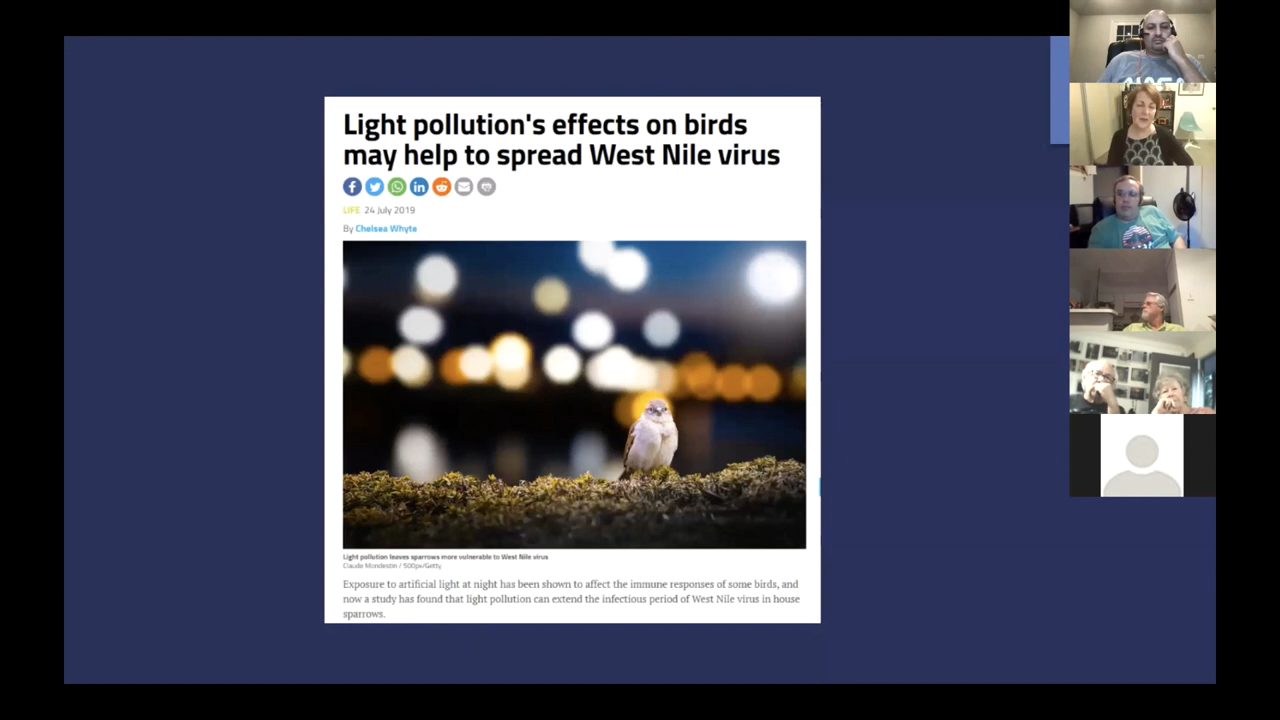 Light pollution's effects on birds
may help to spread West Nile virus
LIFE 24 July 2019
By Chelsea Whyte
Light pollution leaves sparrows more vulnerable to West Nile virus
Claude Mondestin / 500px/Getty
Exposure to artificial light at night has been shown to affect the immune responses of some birds, and
now a study has found that light pollution can extend the infectious period of West Nile virus in house
sparrows.
NASA